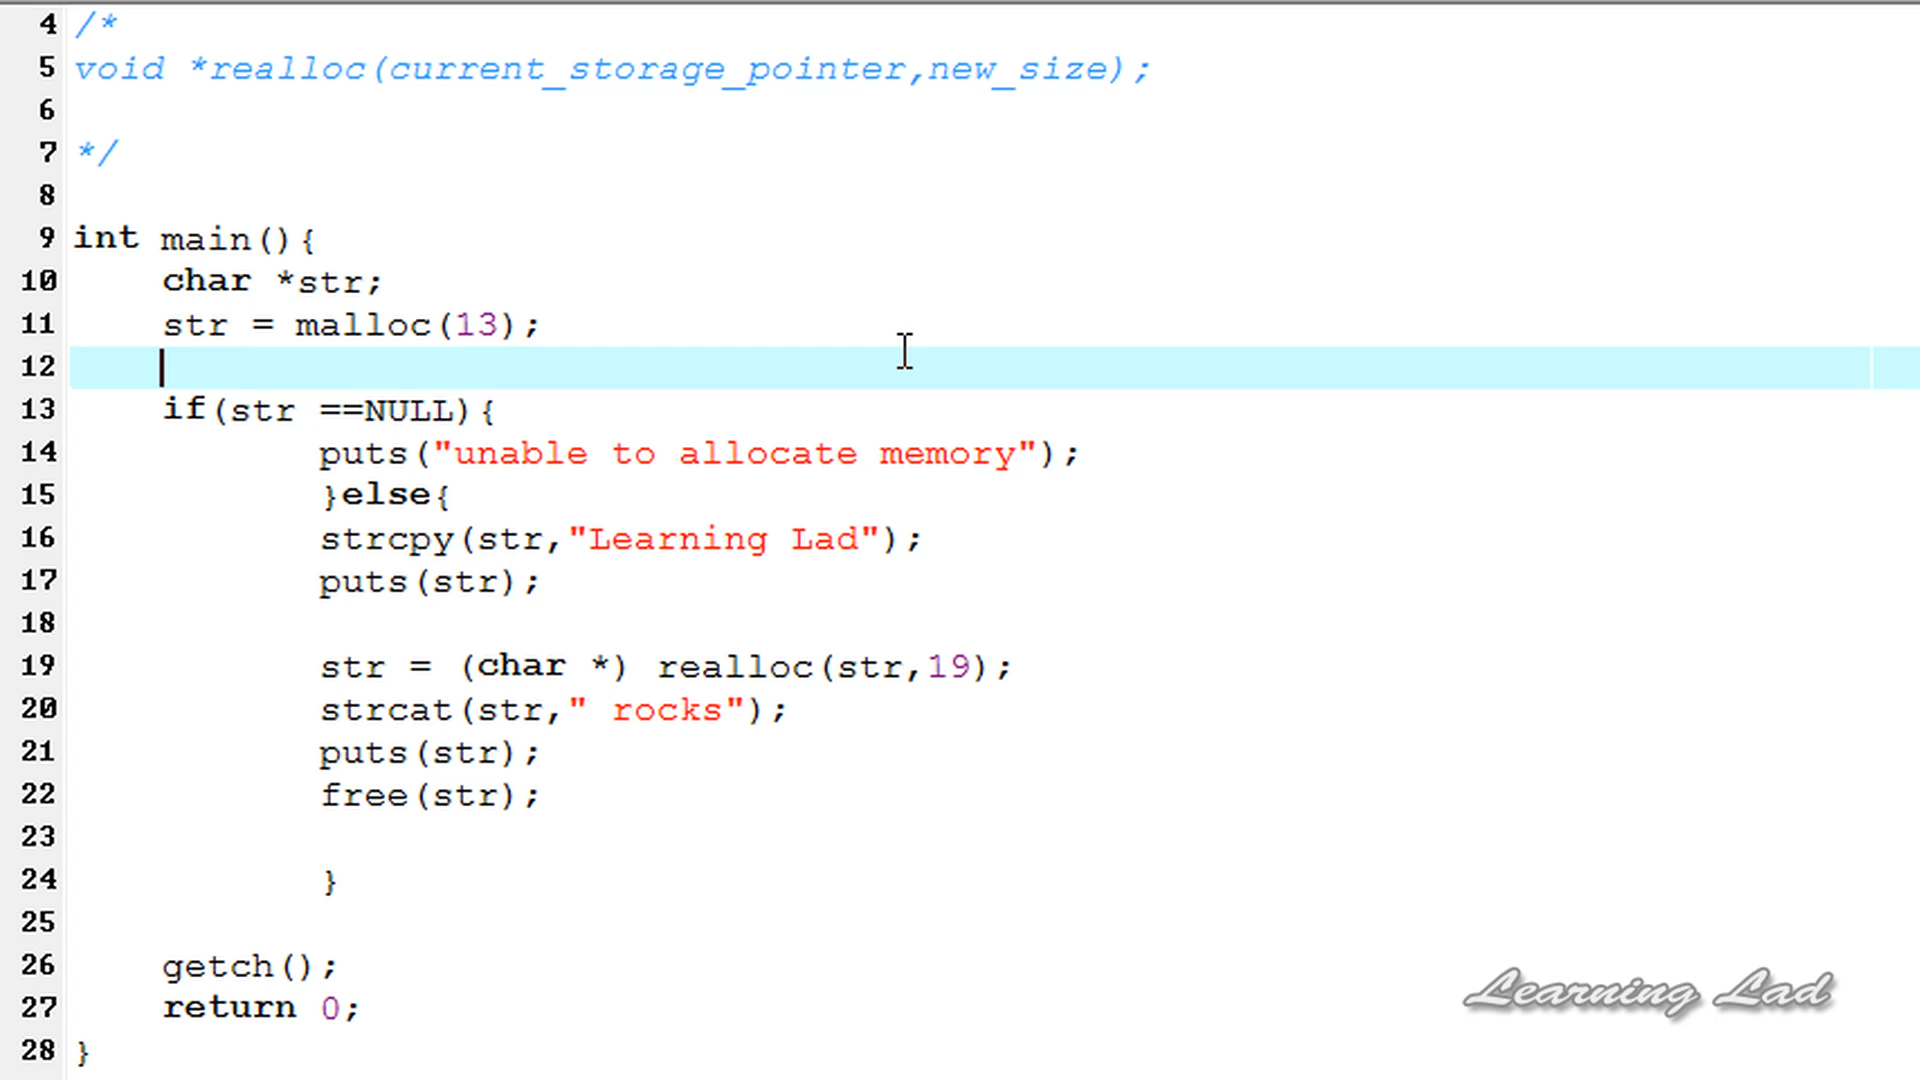 4 /*
5 void *realloc(current_storage_pointer,new_size);
6
7 */
8
9 int main(){
10 char *str;
11 str = malloc(13);
12
13 if(str ==NULL){
14 puts("unable to allocate memory");
15 }else{
16 strcpy(str,"Learning Lad");
17 puts(str);
18
19 str = (char *) realloc(str,19);
20 strcat(str," rocks");
21 puts(str);
22 free(str);
23
24 }
25
26 getch();
27 return 0;
28 }
Learning Lad